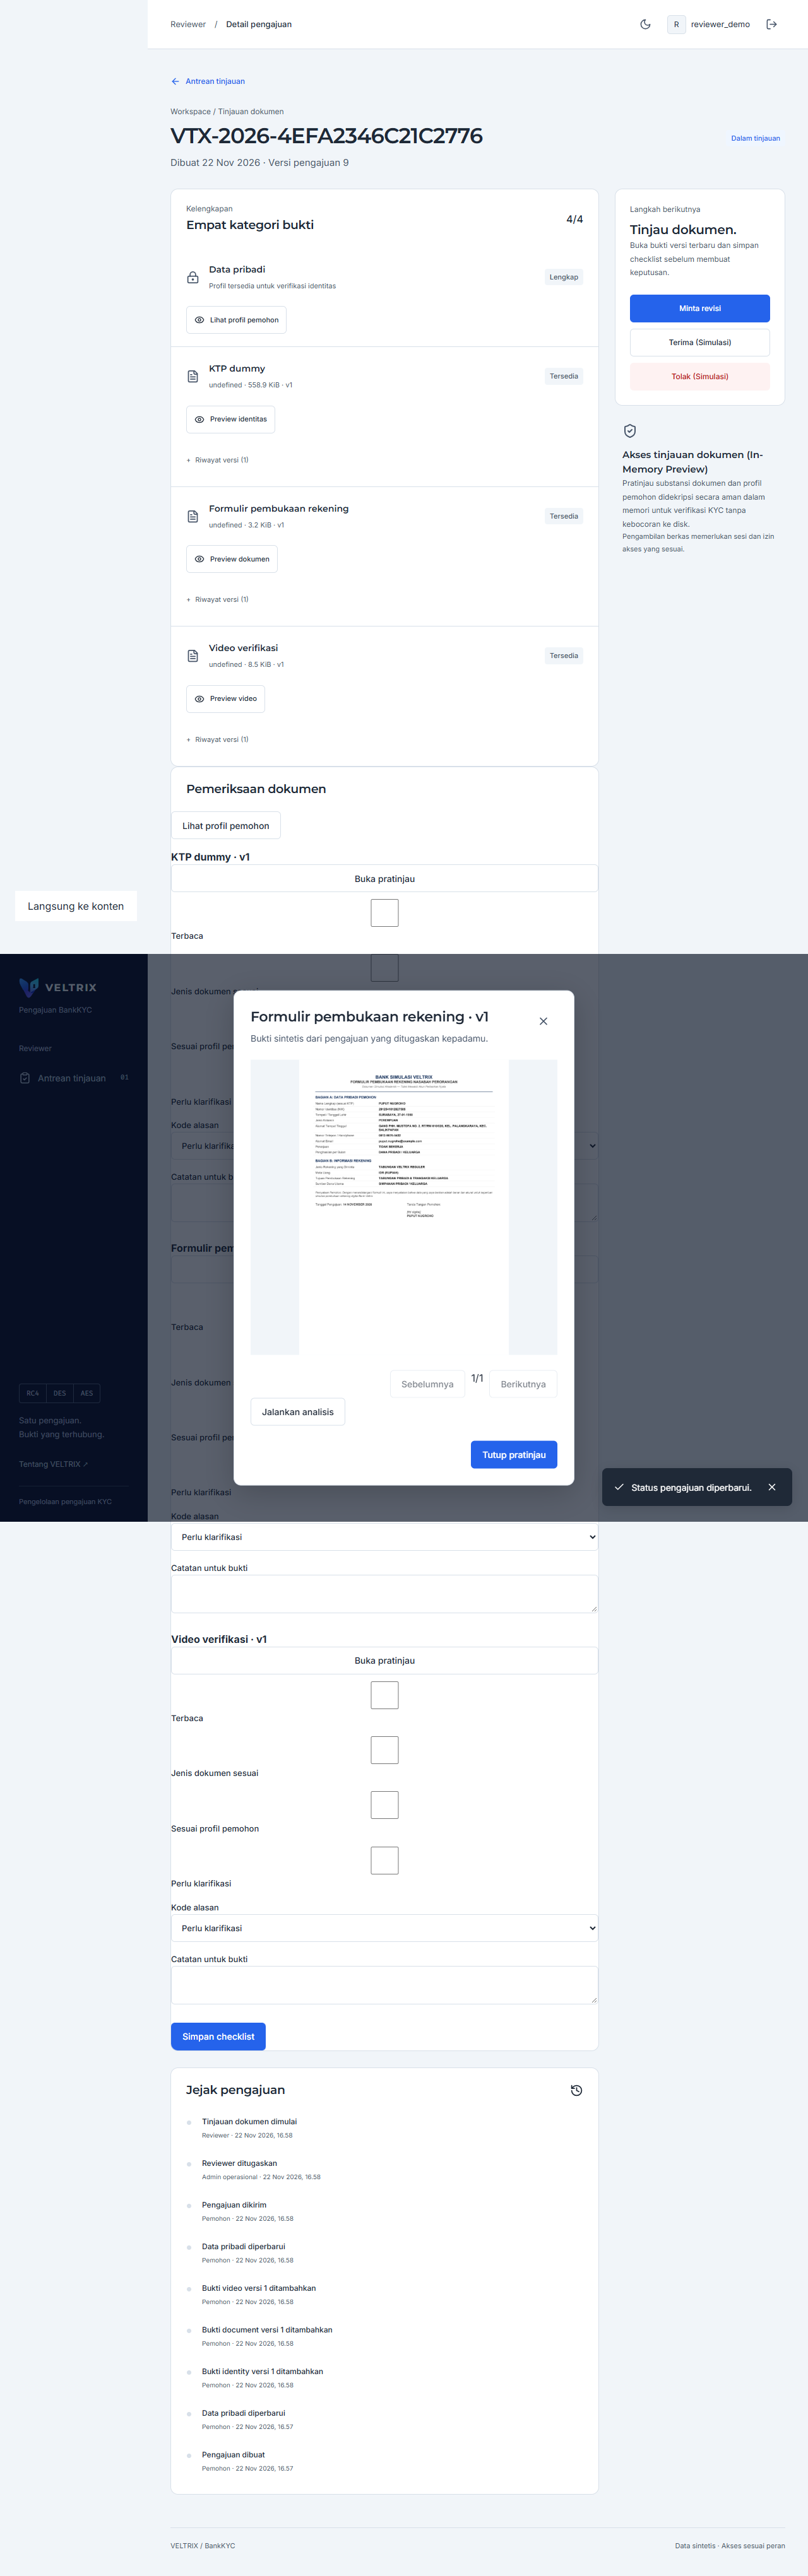 Reviewer / Detail pengajuan
R reviewer_demo
Antrean tinjauan
Workspace / Tinjauan dokumen
VTX-2026-4EFA2346C21C2776
Dalam tinjauan
Dibuat 22 Nov 2026 · Versi pengajuan 9
Kelengkapan
Empat kategori bukti
4/4
Data pribadi
Profil tersedia untuk verifikasi identitas
Lengkap
Lihat profil pemohon
KTP dummy
undefined · 558.9 KiB · v1
Tersedia
Preview identitas
+ Riwayat versi (1)
Formulir pembukaan rekening
undefined · 3.2 KiB · v1
Tersedia
Preview dokumen
+ Riwayat versi (1)
Video verifikasi
undefined · 8.5 KiB · v1
Tersedia
Preview video
+ Riwayat versi (1)
Langkah berikutnya
Tinjau dokumen.
Buka bukti versi terbaru dan simpan
checklist sebelum membuat
keputusan.
Minta revisi
Terima (Simulasi)
Tolak (Simulasi)
Akses tinjauan dokumen (In-
Memory Preview)
Pratinjau substansi dokumen dan profil
pemohon didekripsi secara aman dalam
memori untuk verifikasi KYC tanpa
kebocoran ke disk.
Pengambilan berkas memerlukan sesi dan izin
akses yang sesuai.
Pemeriksaan dokumen
Lihat profil pemohon
KTP dummy · v1
Buka pratinjau
Terbaca
Langsung ke konten
VELTRIX
Pengajuan BankKYC
Reviewer
Antrean tinjauan 01
RC4 DES AES
Satu pengajuan.
Bukti yang terhubung.
Tentang VELTRIX ↗
Pengelolaan pengajuan KYC
Jenis dokumen
Sesuai profil
Perlu klarifikasi
Kode alasan
Perlu klarifika
Catatan untuk b
Formulir pem
Terbaca
Jenis dokumen
Sesuai profil pe
Perlu klarifikasi
Kode alasan
Formulir pembukaan rekening · v1
Bukti sintetis dari pengajuan yang ditugaskan kepadamu.
BANK SIMULASI VELTRIX
FORMULIR PEMBUKAAN REKENING NASABAH PERORANGAN
BAGIAN A: DATA PRIBADI PEMOHON
BAGIAN B: INFORMASI REKENING
Sebelumnya 1/1 Berikutnya
Jalankan analisis
Tutup pratinjau
Status pengajuan diperbarui.
Perlu klarifikasi
Catatan untuk bukti
Video verifikasi · v1
Buka pratinjau
Terbaca
Jenis dokumen sesuai
Sesuai profil pemohon
Perlu klarifikasi
Kode alasan
Perlu klarifikasi
Catatan untuk bukti
Simpan checklist
Jejak pengajuan
Tinjauan dokumen dimulai
Reviewer · 22 Nov 2026, 16.58
Reviewer ditugaskan
Admin operasional · 22 Nov 2026, 16.58
Pengajuan dikirim
Pemohon · 22 Nov 2026, 16.58
Data pribadi diperbarui
Pemohon · 22 Nov 2026, 16.58
Bukti video versi 1 ditambahkan
Pemohon · 22 Nov 2026, 16.58
Bukti document versi 1 ditambahkan
Pemohon · 22 Nov 2026, 16.58
Bukti identity versi 1 ditambahkan
Pemohon · 22 Nov 2026, 16.58
Data pribadi diperbarui
Pemohon · 22 Nov 2026, 16.57
Pengajuan dibuat
Pemohon · 22 Nov 2026, 16.57
VELTRIX / BankKYC
Data sintetis · Akses sesuai peran